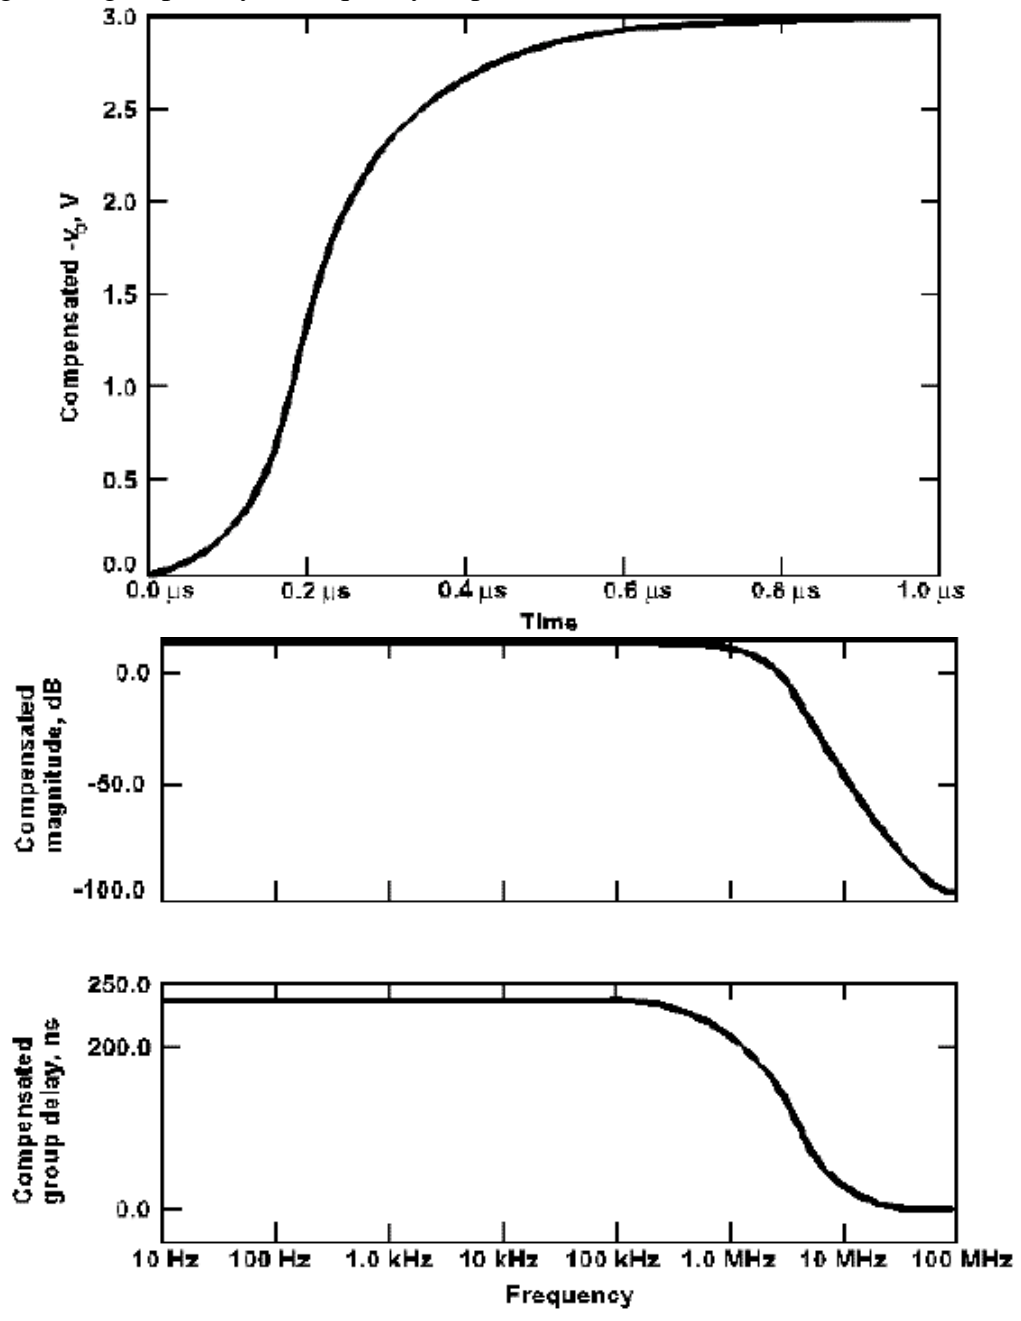 3.0
2.5
2.0
1.5
1.0
0.5
0.0
Compensated -v₀, V
0.0 μs 0.2 μs 0.4 μs 0.6 μs 0.8 μs 1.0 μs
Time
0.0
-50.0
-100.0
Compensated
magnitude, dB
250.0
200.0
0.0
Compensated
group delay, ns
10 Hz 100 Hz 1.0 kHz 10 kHz 100 kHz 1.0 MHz 10 MHz 100 MHz
Frequency